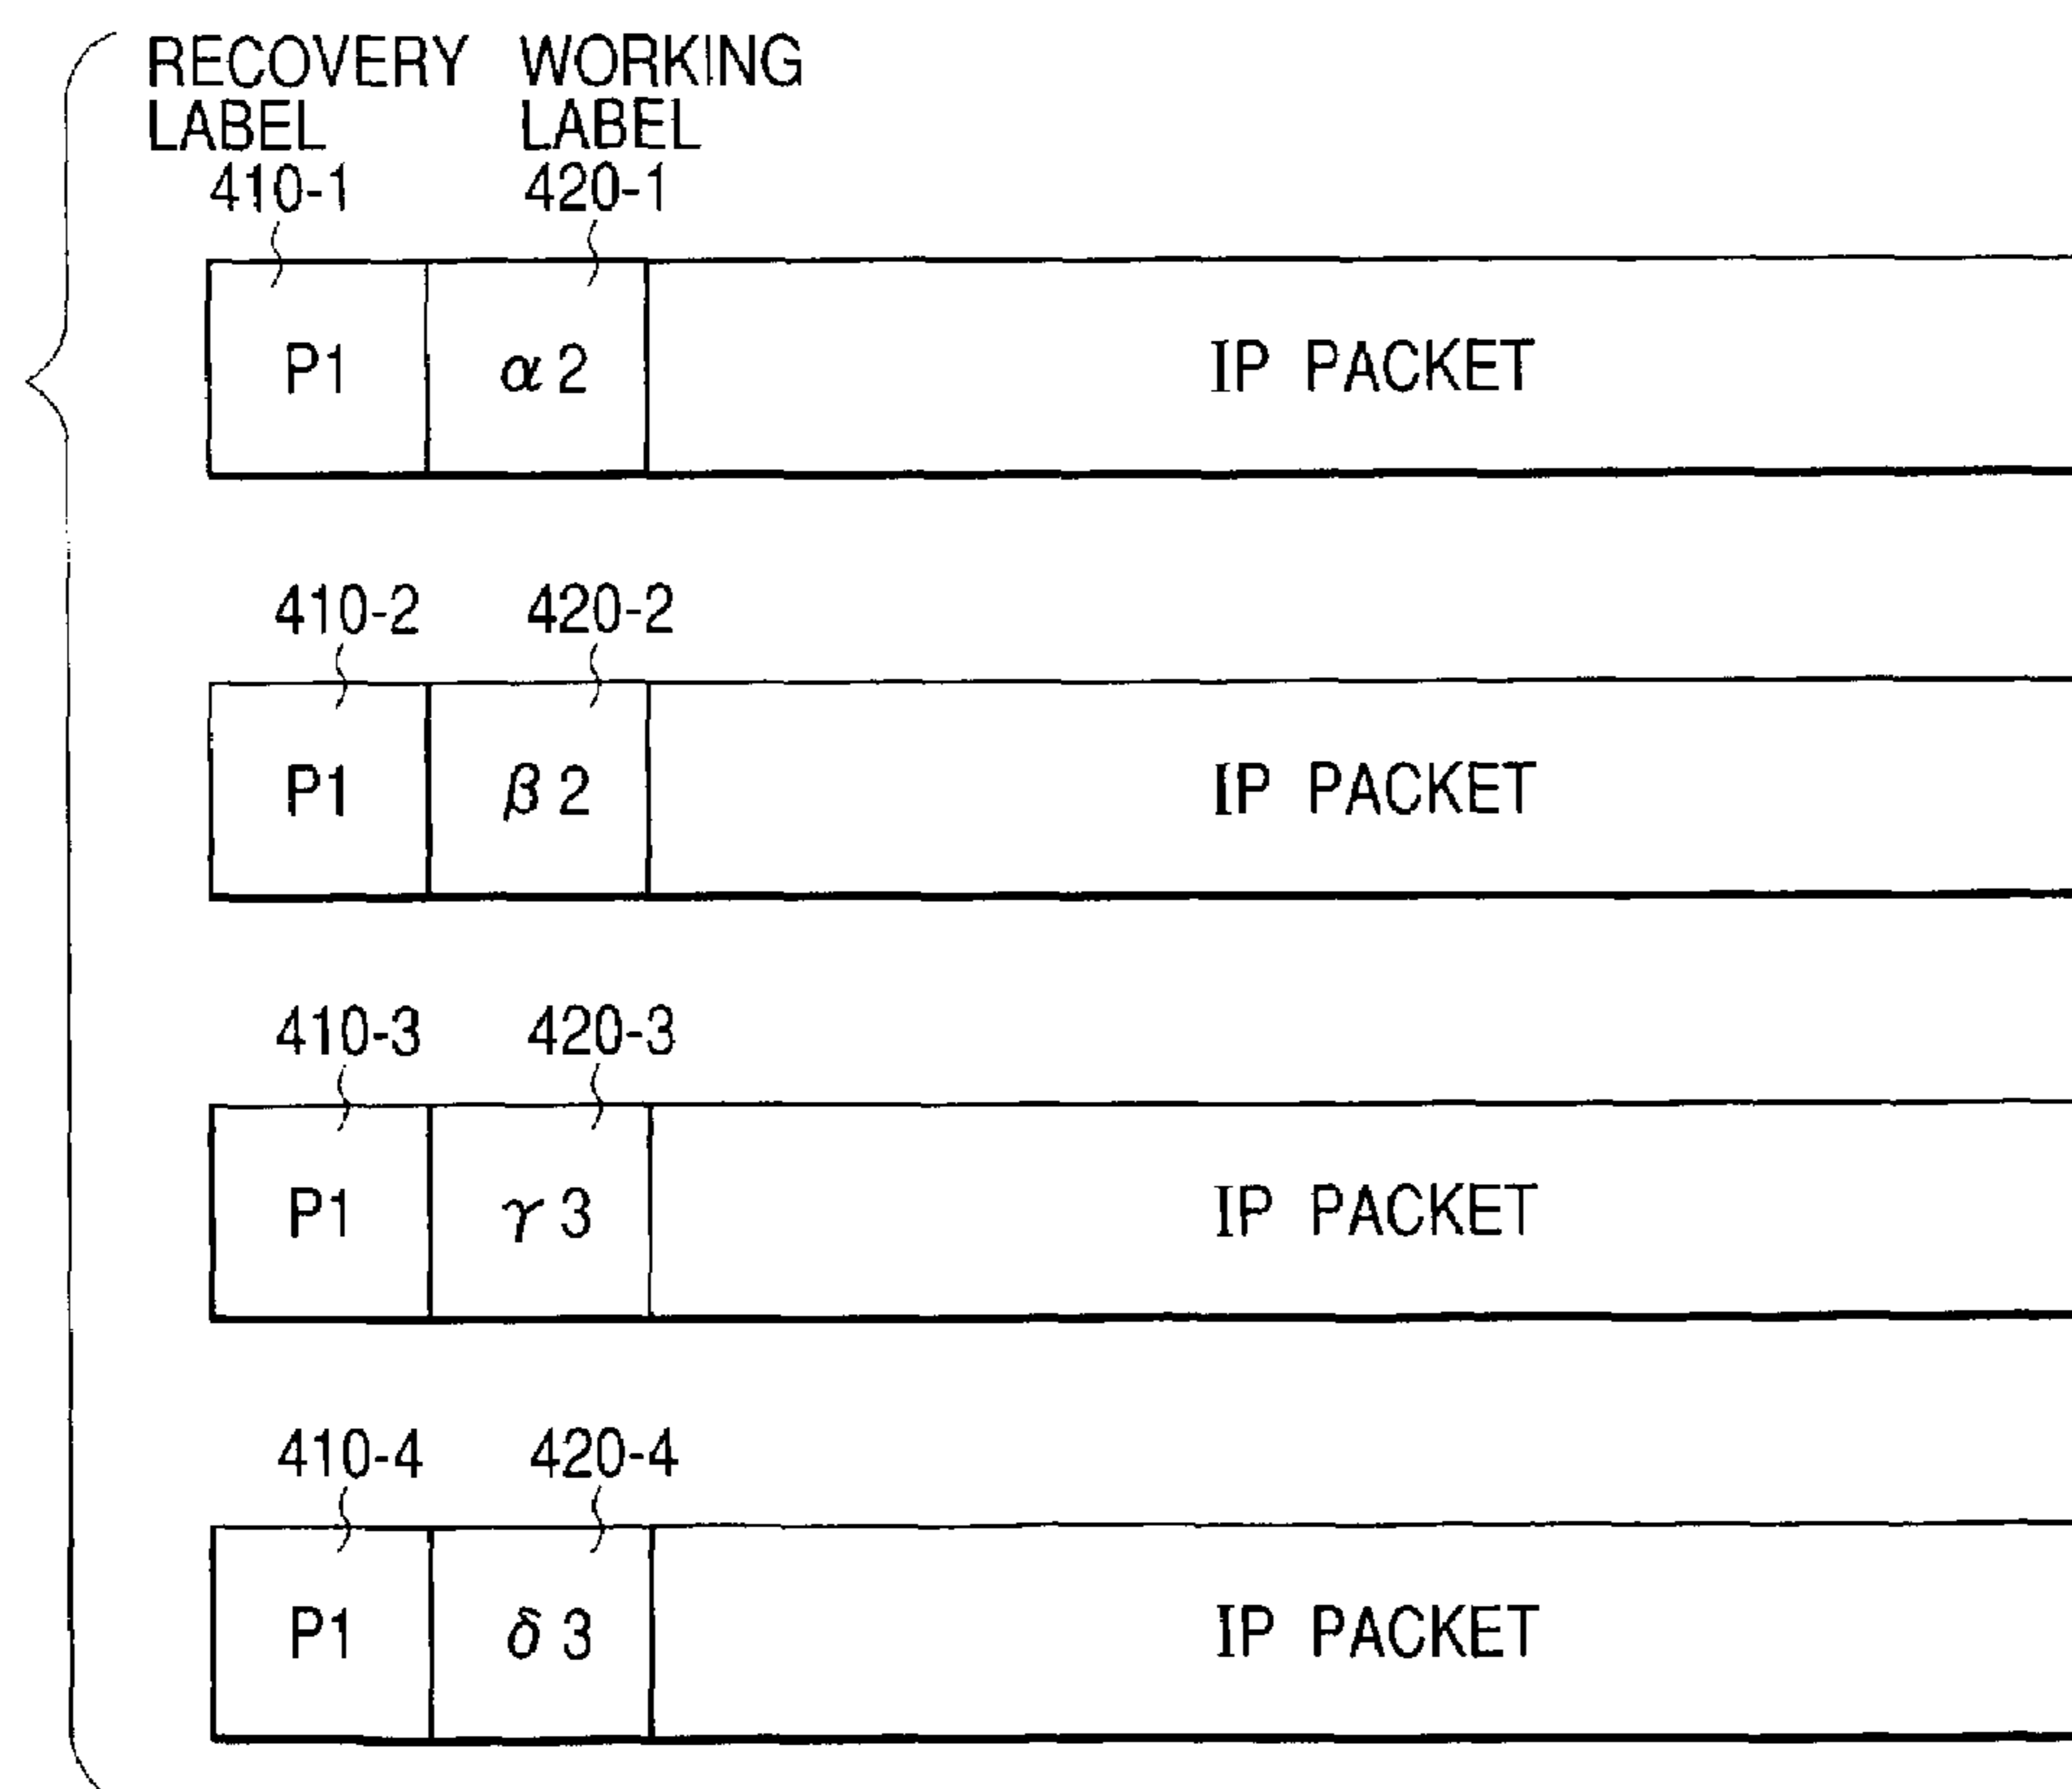 RECOVERY WORKING
LABEL LABEL
410-1 420-1
P1 α2 IP PACKET
410-2 420-2
P1 β2 IP PACKET
410-3 420-3
P1 γ3 IP PACKET
410-4 420-4
P1 δ3 IP PACKET